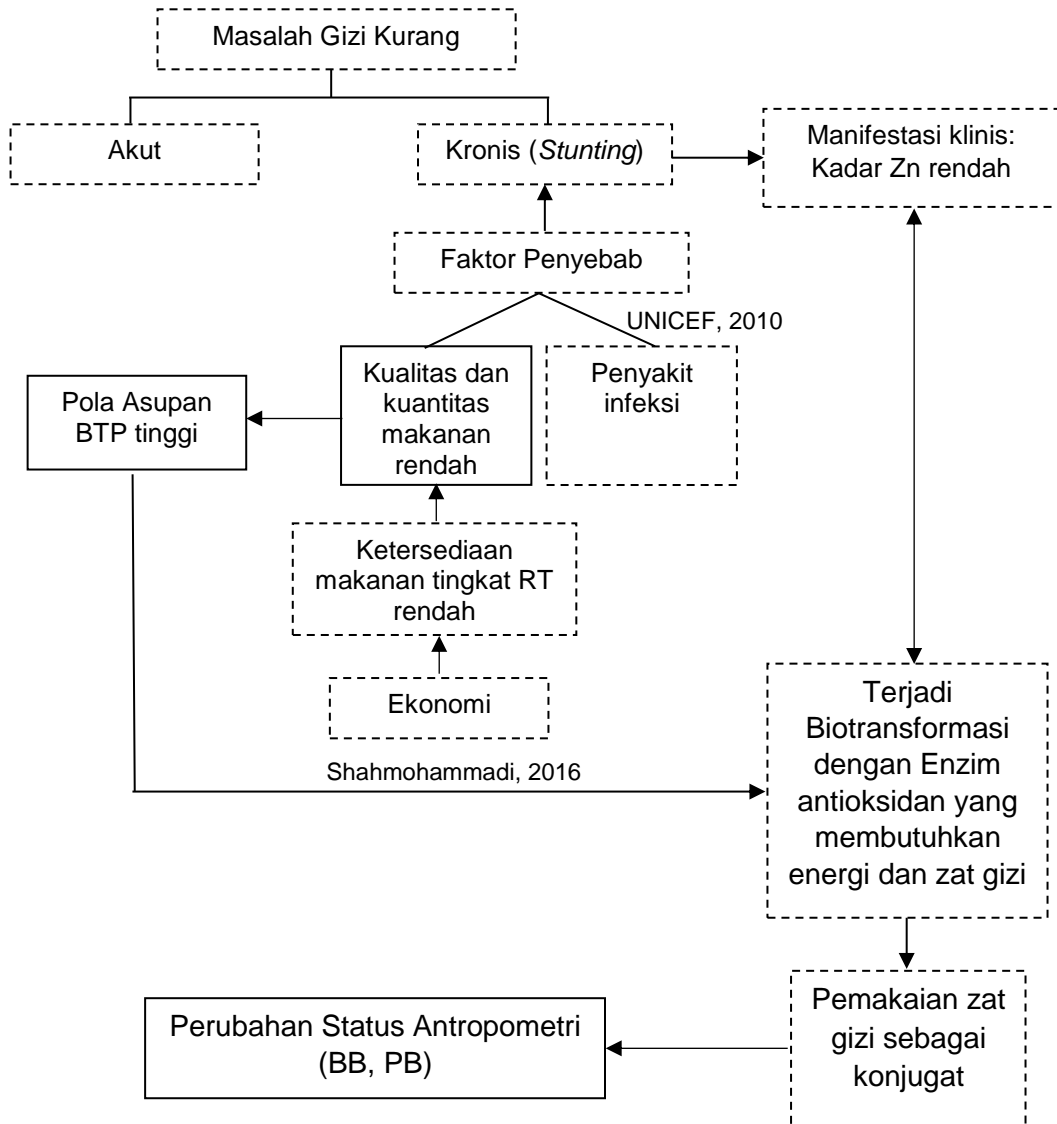 Masalah Gizi Kurang
Akut
Kronis (Stunting)
Manifestasi klinis:
Kadar Zn rendah
Faktor Penyebab
UNICEF, 2010
Pola Asupan
BTP tinggi
Kualitas dan
kuantitas
makanan
rendah
Penyakit
infeksi
Ketersediaan
makanan tingkat RT
rendah
Ekonomi
Shahmohammadi, 2016
Terjadi
Biotransformasi
dengan Enzim
antioksidan yang
membutuhkan
energi dan zat gizi
Perubahan Status Antropometri
(BB, PB)
Pemakaian zat
gizi sebagai
konjugat